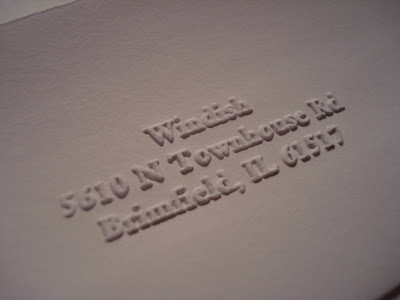 Windish
5610 N Townhouse Rd
Brimfield, IL 61517